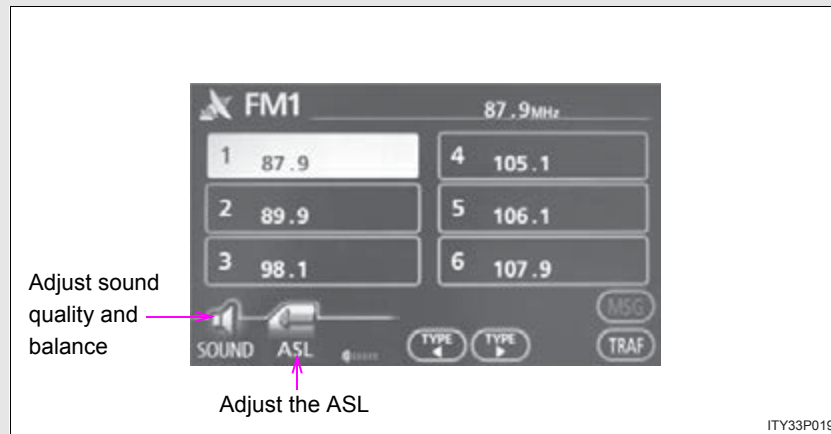 FM1
87.9MHz
1 87.9
4 105.1
2 89.9
5 106.1
3 98.1
6 107.9
Adjust sound
quality and
balance
MSG
SOUND
ASL
TYPE
TYPE
TRAF
Adjust the ASL
ITY33P019